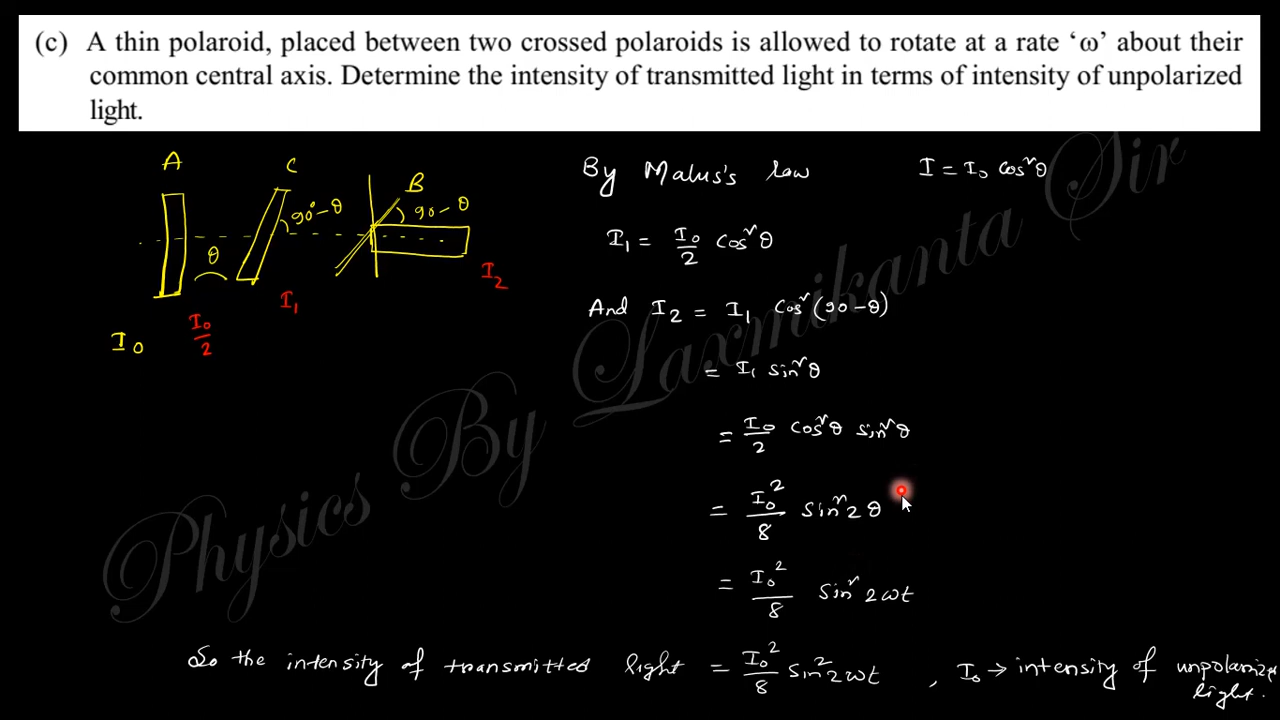 (c) A thin polaroid, placed between two crossed polaroids is allowed to rotate at a rate ‘ω’ about their
common central axis. Determine the intensity of transmitted light in terms of intensity of unpolarized
light.
A
C
90°-θ
B
90-θ
θ
I₂
I₁
I₀/2
I₀
By Malus's law I = I₀ cos²θ
I₁ = I₀/2 cos²θ
And I₂ = I₁ cos²(90-θ)
= I₁ sin²θ
= I₀/2 cos²θ sin²θ
= I₀²/8 sin²2θ
= I₀²/8 sin²2ωt
So the intensity of transmitted light = I₀²/8 sin²2ωt , I₀ → intensity of unpolarized
light.
Physics By Laxmikanta Sir